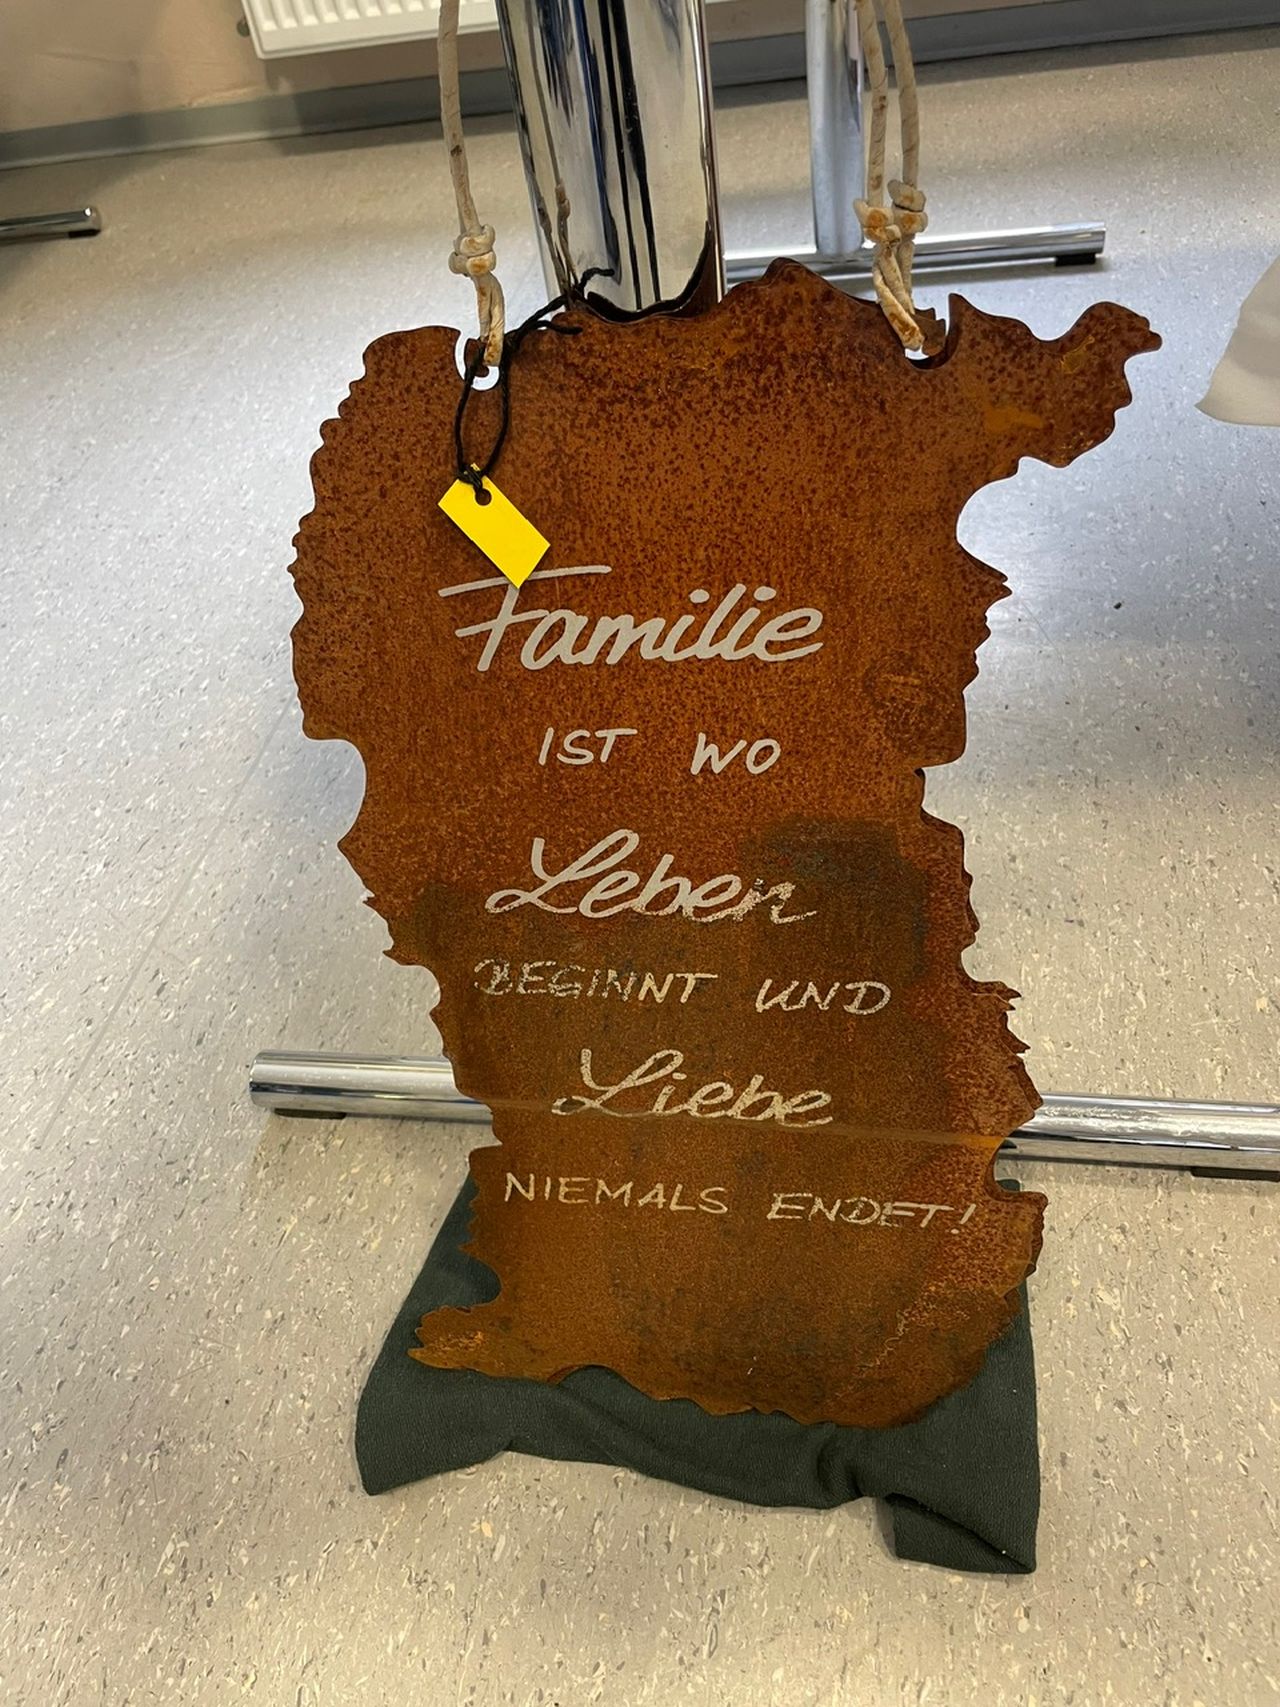 Familie
IST WO
Leben
BEGINNT UND
Liebe
NIEMALS ENDET!